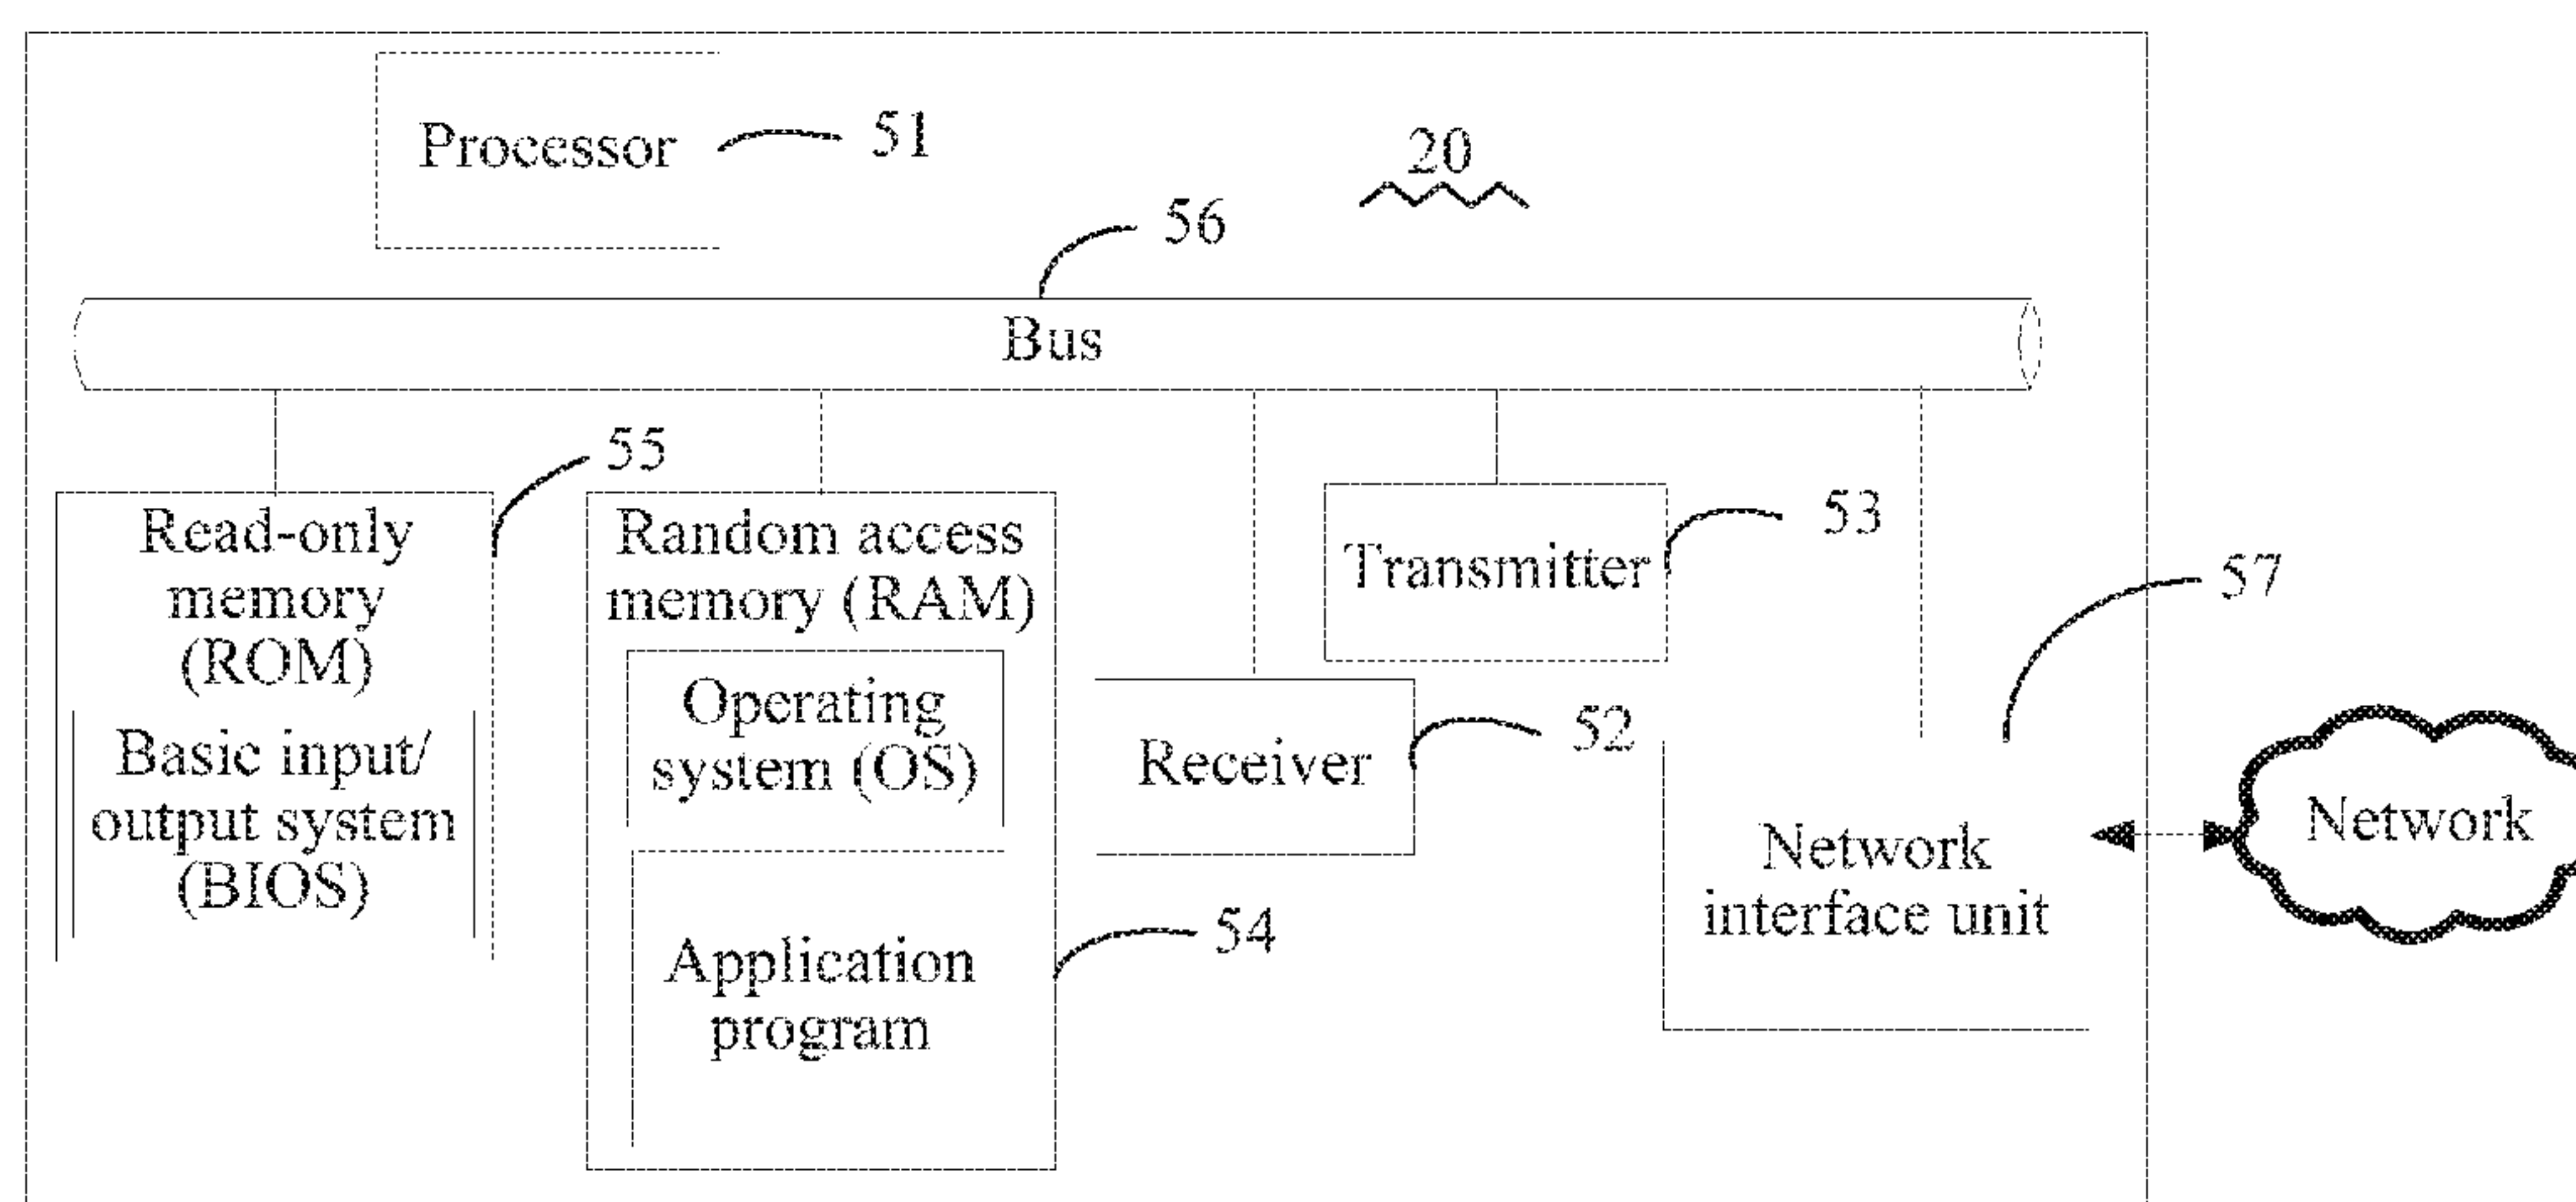 Processor
51
20
56
Bus
55
Read-only
memory
(ROM)
Basic input/
output system
(BIOS)
Random access
memory (RAM)
Operating
system (OS)
Application
program
54
Transmitter
53
Receiver
52
57
Network
interface unit
Network